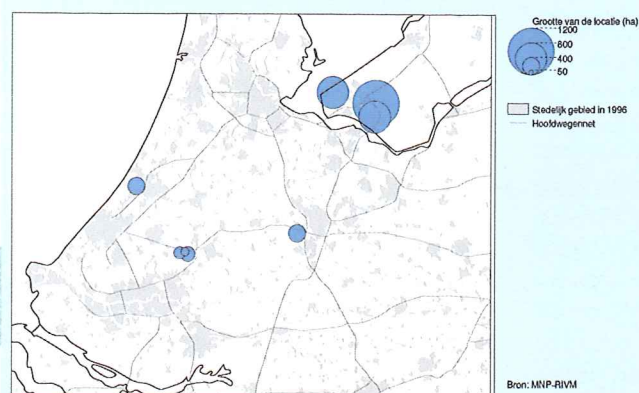 Grootte van de locatie (ha)
1200
800
400
50
Stedelijk gebied in 1996
Hoofdwegennet
Bron: MNP-RIVM